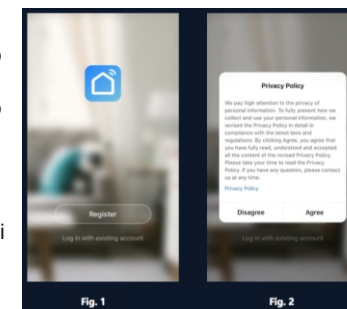 Register
Log in with existing account
Fig. 1
Privacy Policy
We pay high attention to the privacy of
personal information. To fully present how we
collect and use your personal information, we
revised the Privacy Policy in detail in
compliance with the latest laws and
regulations. By clicking Agree, you agree that
you have fully read, understood and accepted
all the content of the revised Privacy Policy.
Please take your time to read the Privacy
Policy. If you have any question, please contact
us at any time.
Privacy Policy
Disagree Agree
Log in with existing account
Fig. 2